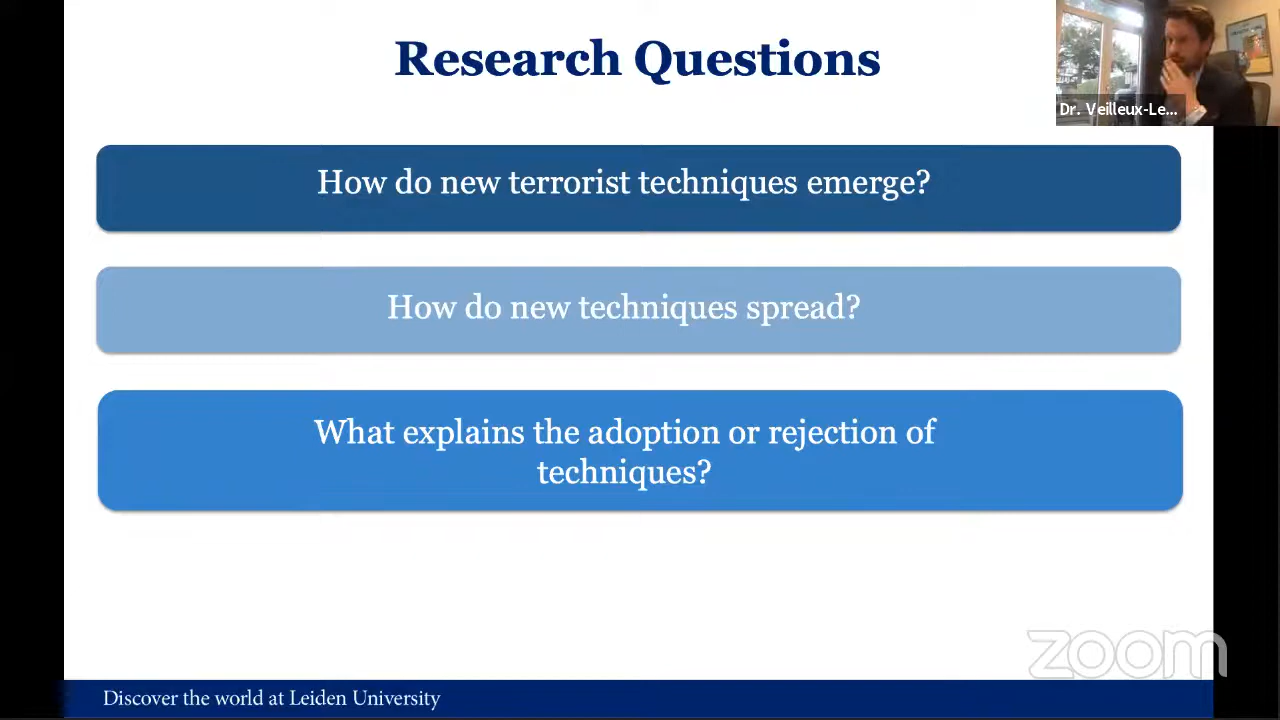 Research Questions
Dr. Veilleux-Le...
How do new terrorist techniques emerge?
How do new techniques spread?
What explains the adoption or rejection of
techniques?
zoom
Discover the world at Leiden University